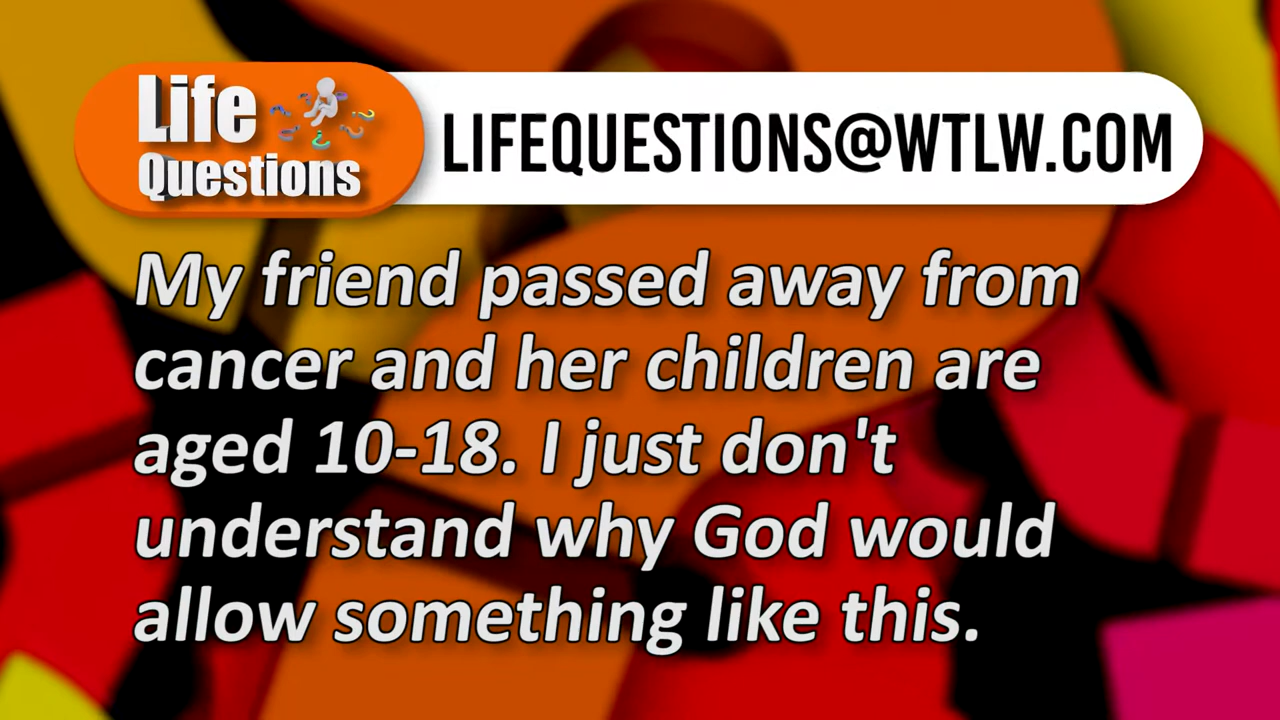 Life
Questions
LIFEQUESTIONS@WTLW.COM
My friend passed away from
cancer and her children are
aged 10-18. I just don't
understand why God would
allow something like this.